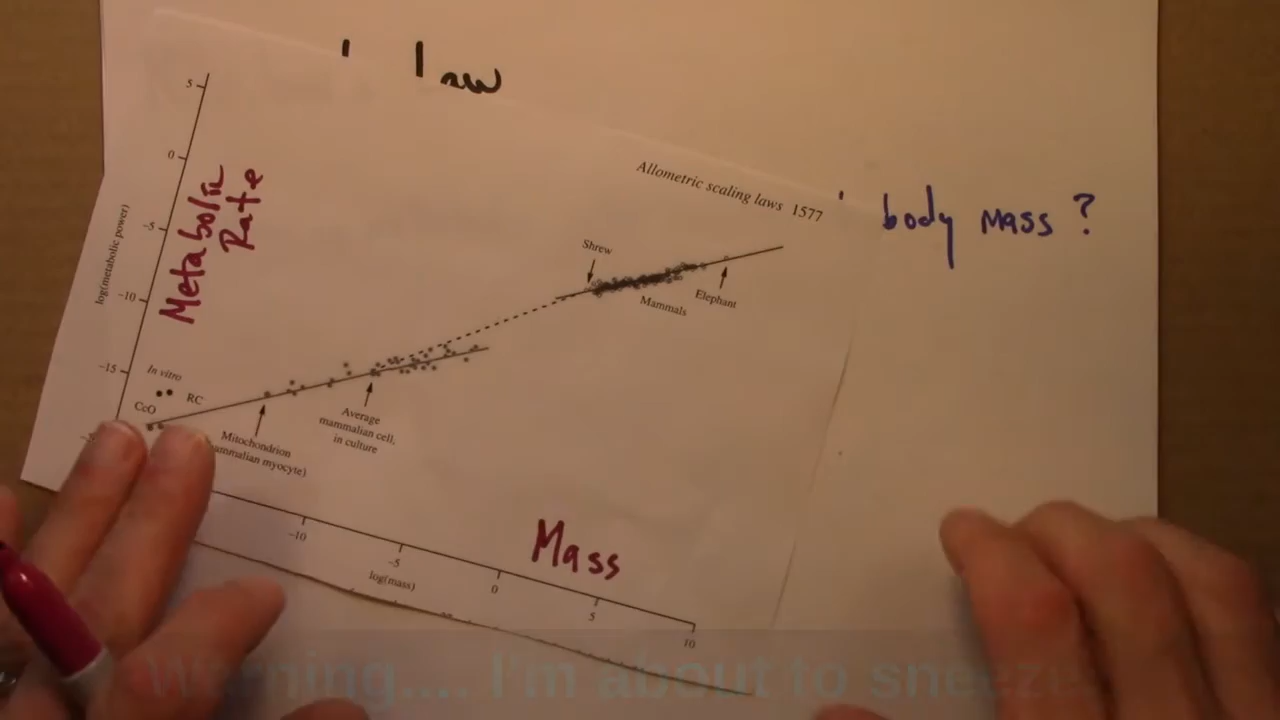 law
body mass ?
Allometric scaling laws 1577
5
0
-5
-10
-15
log(metabolic power)
Metabolic
Rate
Shrew
Elephant
Mammals
In vitro
RC
CcO
Average
mammalian cell,
in culture
Mitochondrion
myocyte)
-10
-5
0
5
10
log(mass)
Mass
Warning.... I'm about to sneeze